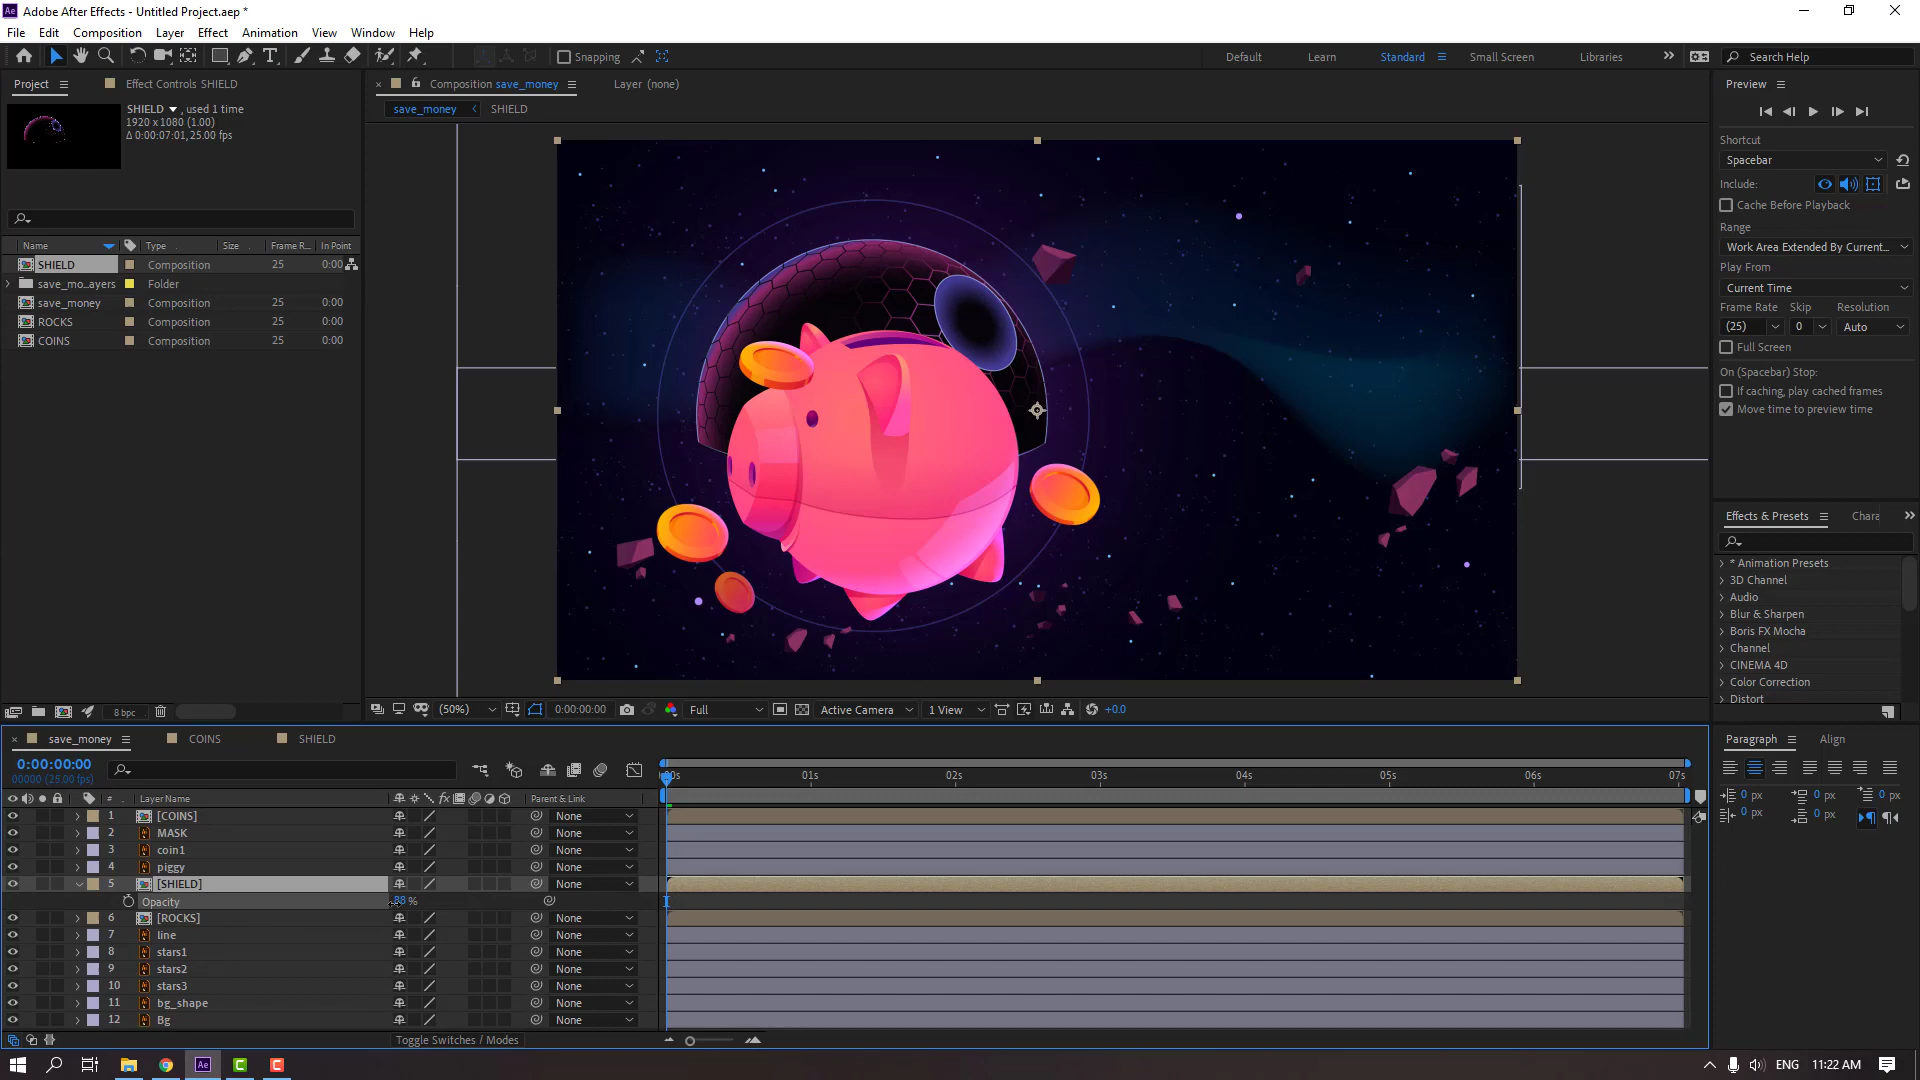 Adobe After Effects - Untitled Project.aep *
File Edit Composition Layer Effect Animation View Window Help
Snapping
Default Learn Standard Small Screen Libraries
Search Help
Project Effect Controls SHIELD
Composition save_money Layer (none)
Preview
save_money SHIELD
SHIELD , used 1 time
1920 x 1080 (1.00)
Δ 0:00:07:01, 25.00 fps
Shortcut
Spacebar
Include:
Cache Before Playback
Range
Work Area Extended By Current...
Play From
Current Time
Frame Rate Skip Resolution
(25) 0 Auto
Full Screen
On (Spacebar) Stop:
If caching, play cached frames
Move time to preview time
Name Type Size Frame R... In Point
SHIELD Composition 25 0:00
save_mo..ayers Folder
save_money Composition 25 0:00
ROCKS Composition 25 0:00
COINS Composition 25 0:00
Effects & Presets Chara
* Animation Presets
3D Channel
Audio
Blur & Sharpen
Boris FX Mocha
Channel
CINEMA 4D
Color Correction
Distort
8 bpc
(50%) 0:00:00:00 Full Active Camera 1 View +0.0
save_money COINS SHIELD
Paragraph Align
0:00:00:00
00000 (25.00 fps)
00s 01s 02s 03s 04s 05s 06s 07s
0 px 0 px 0 px
0 px 0 px
# Layer Name fx Parent & Link
1 [COINS] None
2 MASK None
3 coin1 None
4 piggy None
5 [SHIELD] None
Opacity 88 %
6 [ROCKS] None
7 line None
8 stars1 None
9 stars2 None
10 stars3 None
11 bg_shape None
12 Bg None
Toggle Switches / Modes
ENG 11:22 AM